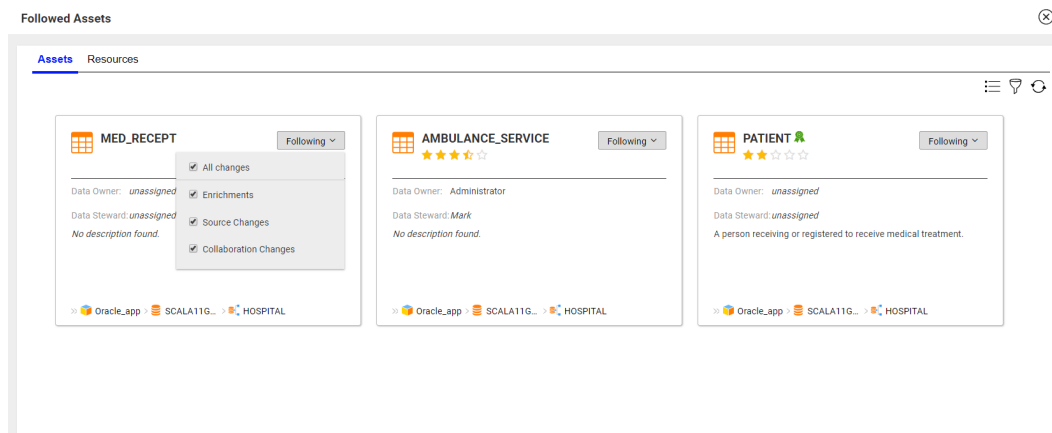 Followed Assets
Assets Resources
MED_RECEPT
Following
All changes
Enrichments
Source Changes
Collaboration Changes
Data Owner: unassigned
Data Steward: unassigned
No description found.
Oracle_app > SCALA11G... > HOSPITAL
AMBULANCE_SERVICE
Following
Data Owner: Administrator
Data Steward: Mark
No description found.
Oracle_app > SCALA11G... > HOSPITAL
PATIENT
Following
Data Owner: unassigned
Data Steward: unassigned
A person receiving or registered to receive medical treatment.
Oracle_app > SCALA11G... > HOSPITAL